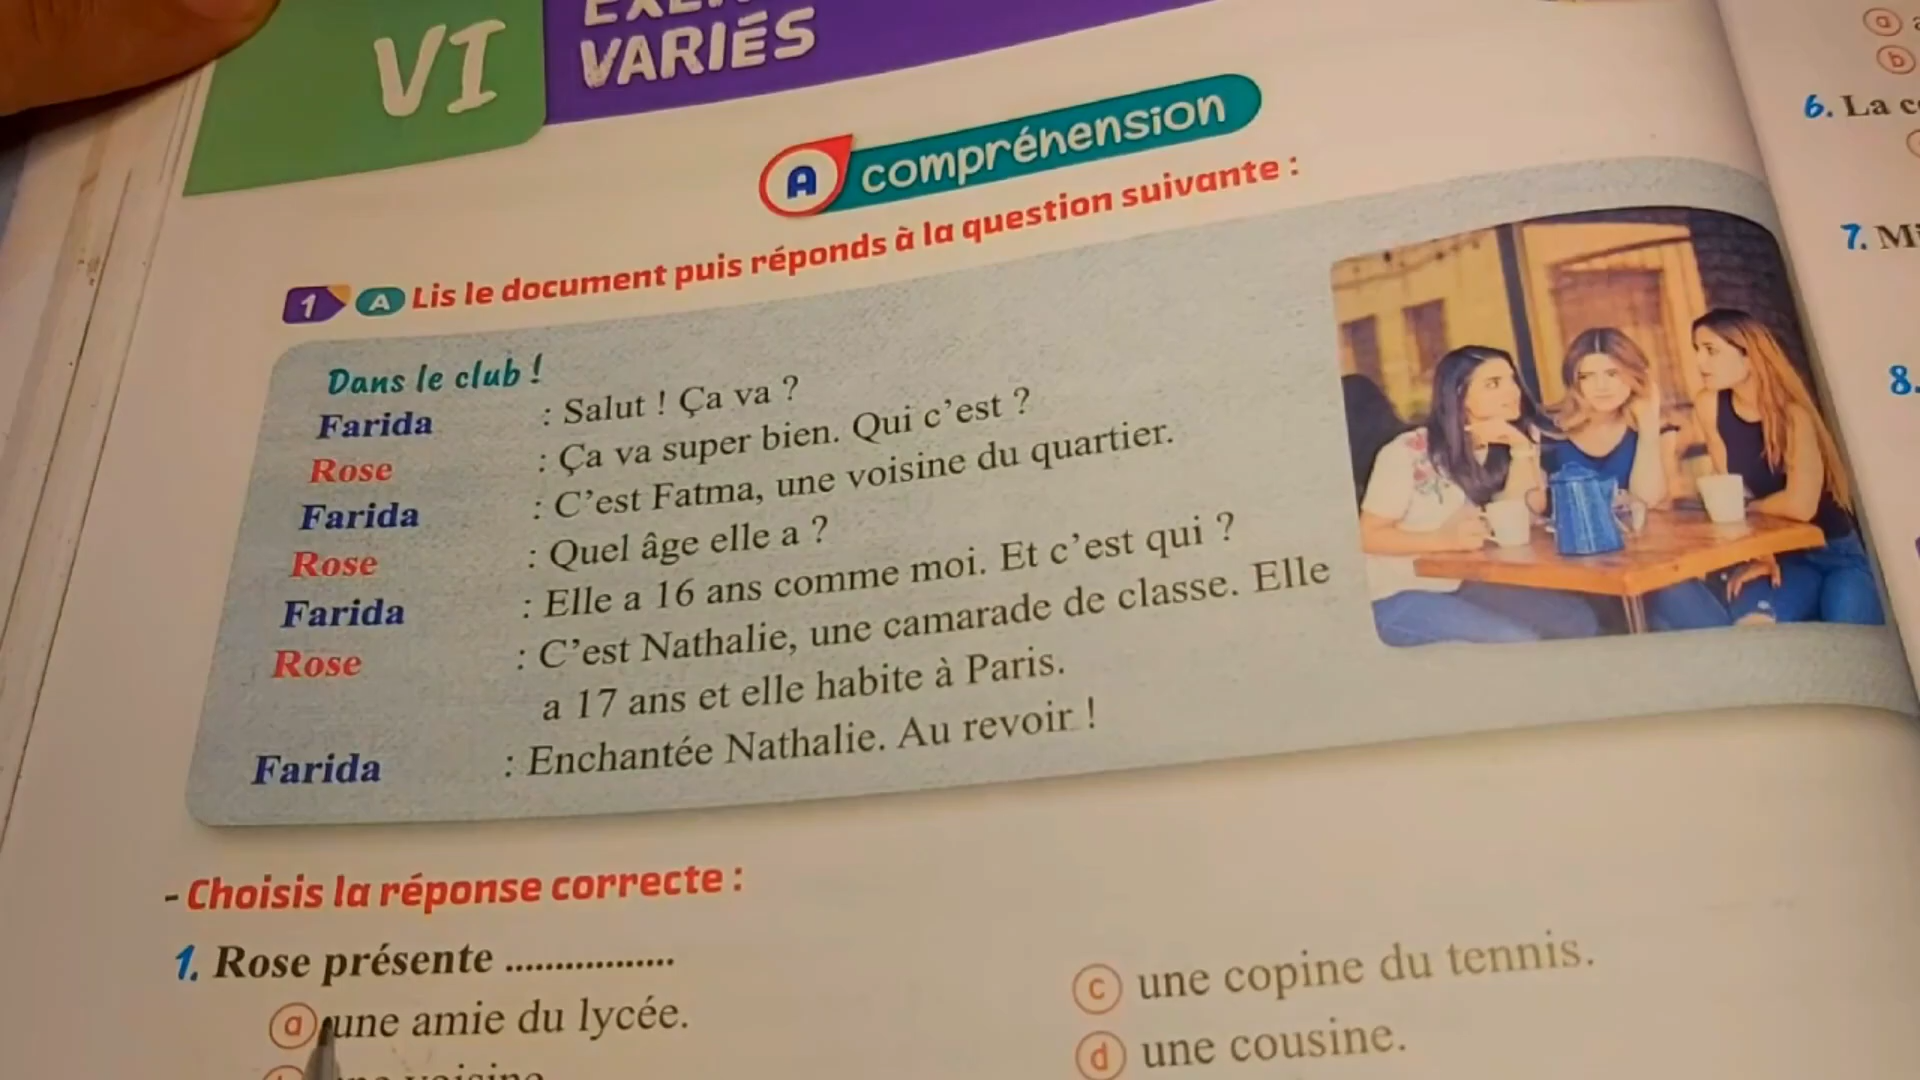 VI
VARIÉS
A compréhension
1 A Lis le document puis réponds à la question suivante :
Dans le club !
Farida : Salut ! Ça va ?
Rose : Ça va super bien. Qui c'est ?
Farida : C'est Fatma, une voisine du quartier.
Rose : Quel âge elle a ?
Farida : Elle a 16 ans comme moi. Et c'est qui ?
Rose : C'est Nathalie, une camarade de classe. Elle
a 17 ans et elle habite à Paris.
Farida : Enchantée Nathalie. Au revoir !
- Choisis la réponse correcte :
1. Rose présente .................
a une amie du lycée.
c une copine du tennis.
d une cousine.
a
b
6. La
7.
8.